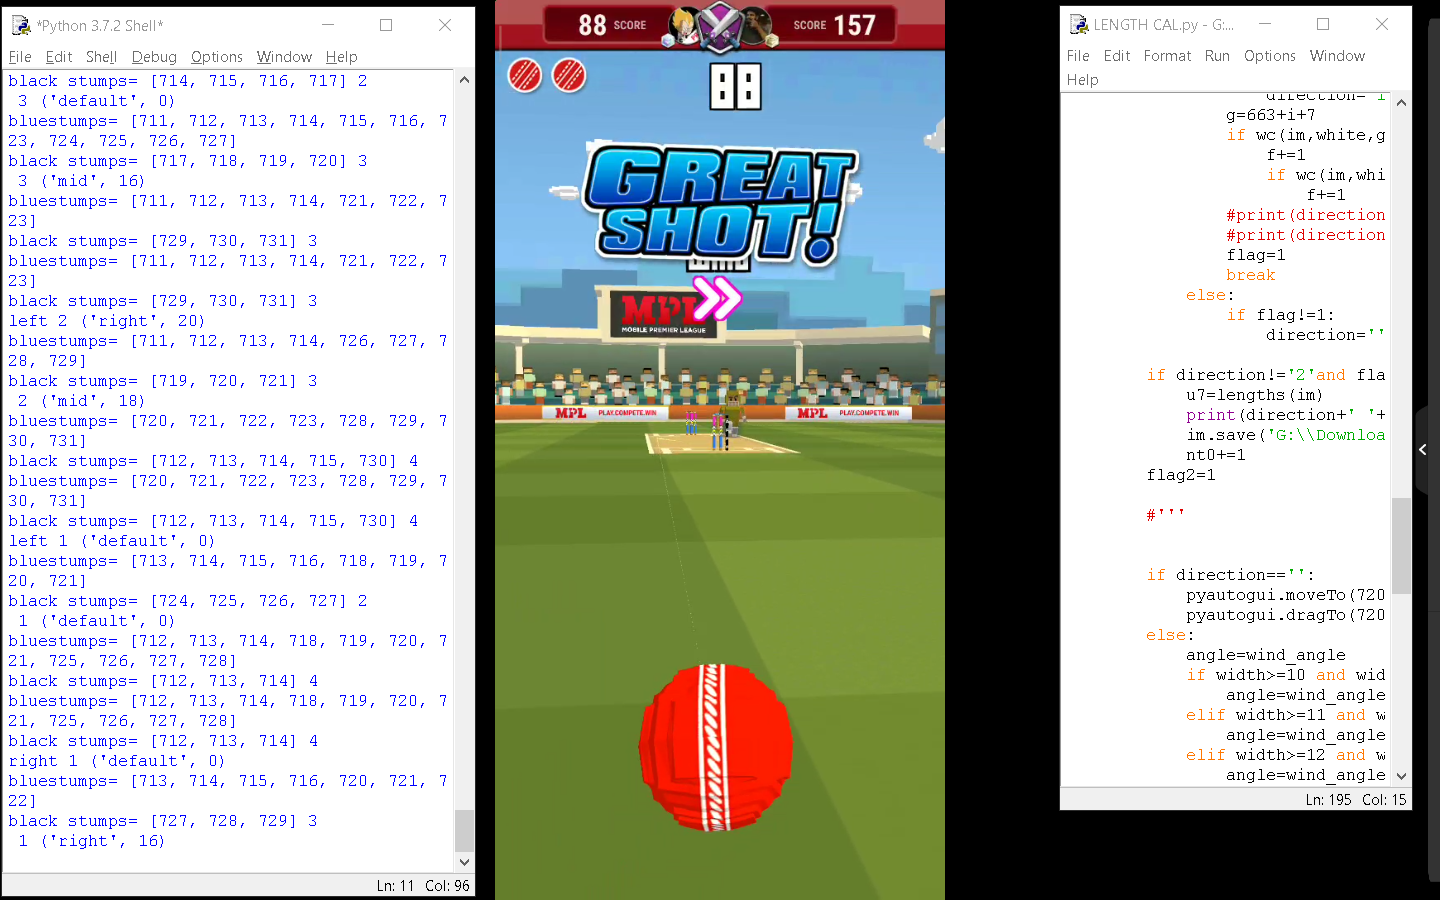 *Python 3.7.2 Shell*
File Edit Shell Debug Options Window Help
black stumps= [714, 715, 716, 717] 2
3 ('default', 0)
bluestumps= [711, 712, 713, 714, 715, 716, 7
23, 724, 725, 726, 727]
black stumps= [717, 718, 719, 720] 3
3 ('mid', 16)
bluestumps= [711, 712, 713, 714, 721, 722, 7
23]
black stumps= [729, 730, 731] 3
bluestumps= [711, 712, 713, 714, 721, 722, 7
23]
black stumps= [729, 730, 731] 3
left 2 ('right', 20)
bluestumps= [711, 712, 713, 714, 726, 727, 7
28, 729]
black stumps= [719, 720, 721] 3
2 ('mid', 18)
bluestumps= [720, 721, 722, 723, 728, 729, 7
30, 731]
black stumps= [712, 713, 714, 715, 730] 4
bluestumps= [720, 721, 722, 723, 728, 729, 7
30, 731]
black stumps= [712, 713, 714, 715, 730] 4
left 1 ('default', 0)
bluestumps= [713, 714, 715, 716, 718, 719, 7
20, 721]
black stumps= [724, 725, 726, 727] 2
1 ('default', 0)
bluestumps= [712, 713, 714, 718, 719, 720, 7
21, 725, 726, 727, 728]
black stumps= [712, 713, 714] 4
bluestumps= [712, 713, 714, 718, 719, 720, 7
21, 725, 726, 727, 728]
black stumps= [712, 713, 714] 4
right 1 ('default', 0)
bluestumps= [713, 714, 715, 716, 720, 721, 7
22]
black stumps= [727, 728, 729] 3
1 ('right', 16)
Ln: 11 Col: 96
88 SCORE SCORE 157
88
GREAT
SHOT!
MPL
MOBILE PREMIER LEAGUE
MPL PLAY.COMPETE.WIN MPL PLAY.COMPETE.WIN
LENGTH CAL.py - G:...
File Edit Format Run Options Window
Help
direction='i
g=663+i+7
if wc(im,white,g
f+=1
if wc(im,whi
f+=1
#print(direction
#print(direction
flag=1
break
else:
if flag!=1:
direction=''
if direction!='2'and fla
u7=lengths(im)
print(direction+' '+
im.save('G:\\Downloa
nt0+=1
flag2=1
#'''
if direction=='':
pyautogui.moveTo(720
pyautogui.dragTo(720
else:
angle=wind_angle
if width>=10 and wid
angle=wind_angle
elif width>=11 and w
angle=wind_angle
elif width>=12 and w
angle=wind_angle
Ln: 195 Col: 15